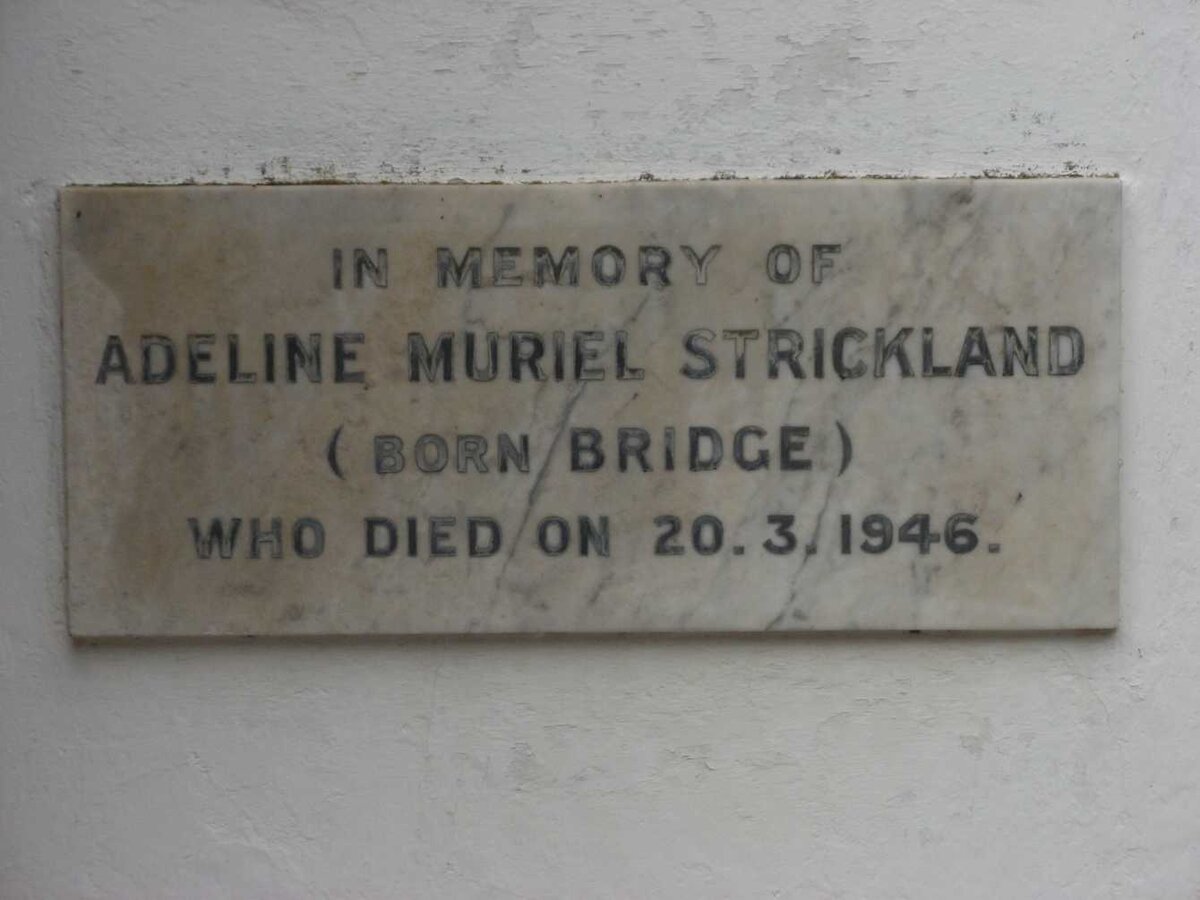 IN MEMORY OF
ADELINE MURIEL STRICKLAND
(BORN BRIDGE)
WHO DIED ON 20.3.1946.